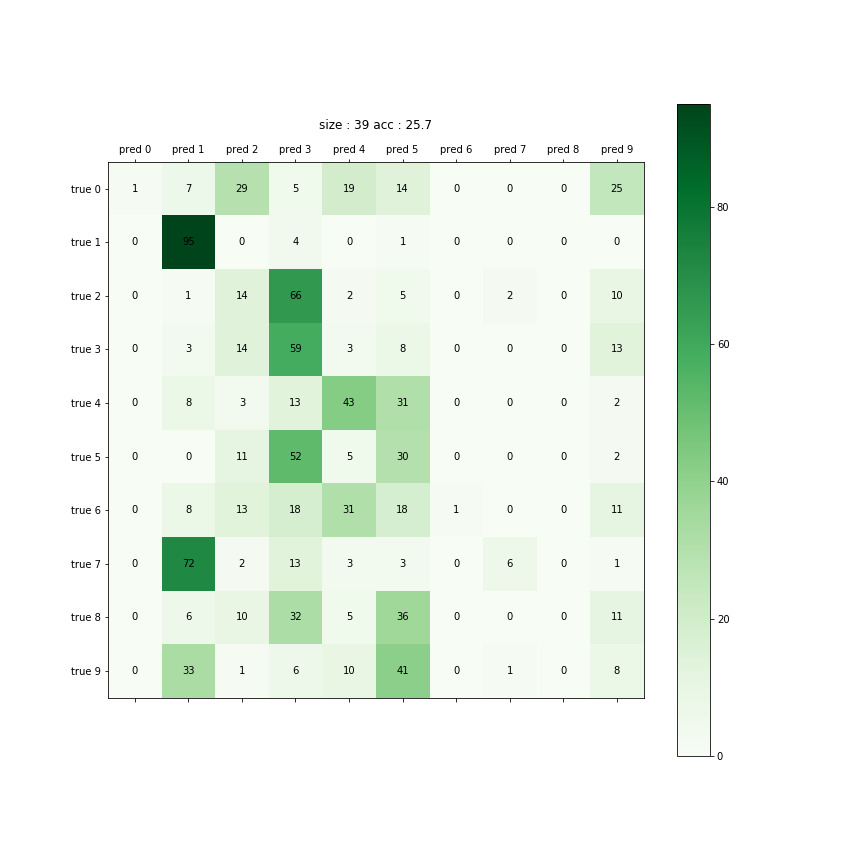 size : 39 acc : 25.7
pred 0 pred 1 pred 2 pred 3 pred 4 pred 5 pred 6 pred 7 pred 8 pred 9
true 0 1 7 29 5 19 14 0 0 0 25
true 1 0 95 0 4 0 1 0 0 0 0
80
true 2 0 1 14 66 2 5 0 2 0 10
true 3 0 3 14 59 3 8 0 0 0 13
60
true 4 0 8 3 13 43 31 0 0 0 2
true 5 0 0 11 52 5 30 0 0 0 2
40
true 6 0 8 13 18 31 18 1 0 0 11
true 7 0 72 2 13 3 3 0 6 0 1
true 8 0 6 10 32 5 36 0 0 0 11
20
true 9 0 33 1 6 10 41 0 1 0 8
0